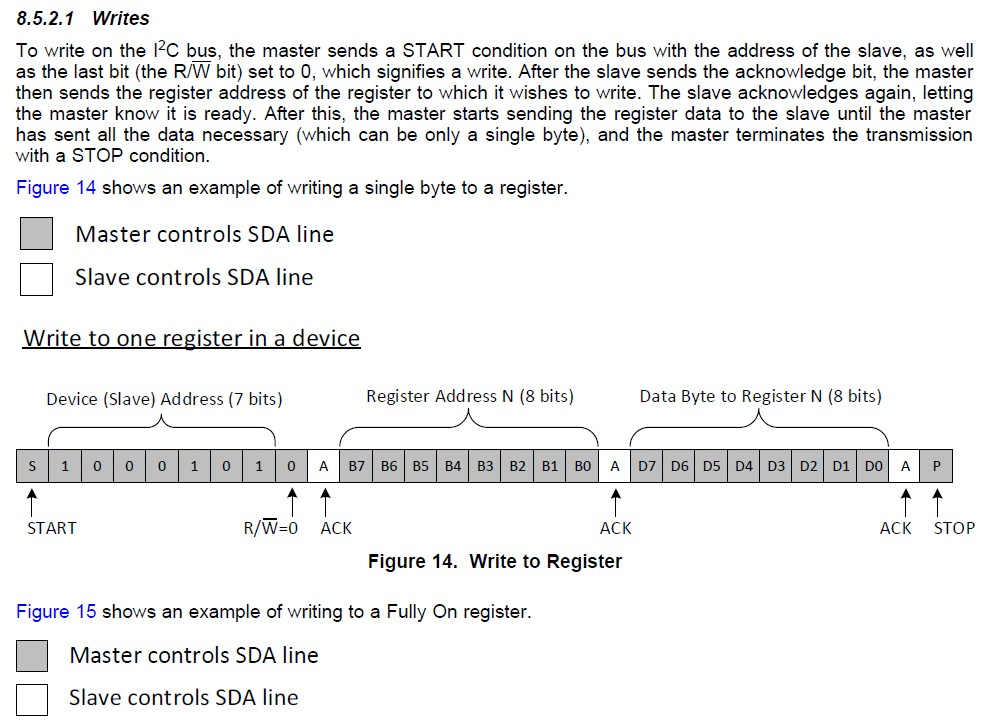 8.5.2.1 Writes
To write on the I²C bus, the master sends a START condition on the bus with the address of the slave, as well
as the last bit (the R/W̅ bit) set to 0, which signifies a write. After the slave sends the acknowledge bit, the master
then sends the register address of the register to which it wishes to write. The slave acknowledges again, letting
the master know it is ready. After this, the master starts sending the register data to the slave until the master
has sent all the data necessary (which can be only a single byte), and the master terminates the transmission
with a STOP condition.
Figure 14 shows an example of writing a single byte to a register.
Master controls SDA line
Slave controls SDA line
Write to one register in a device
Device (Slave) Address (7 bits) Register Address N (8 bits) Data Byte to Register N (8 bits)
S 1 0 0 0 1 0 1 0 A B7 B6 B5 B4 B3 B2 B1 B0 A D7 D6 D5 D4 D3 D2 D1 D0 A P
START R/W̅=0 ACK ACK ACK STOP
Figure 14. Write to Register
Figure 15 shows an example of writing to a Fully On register.
Master controls SDA line
Slave controls SDA line